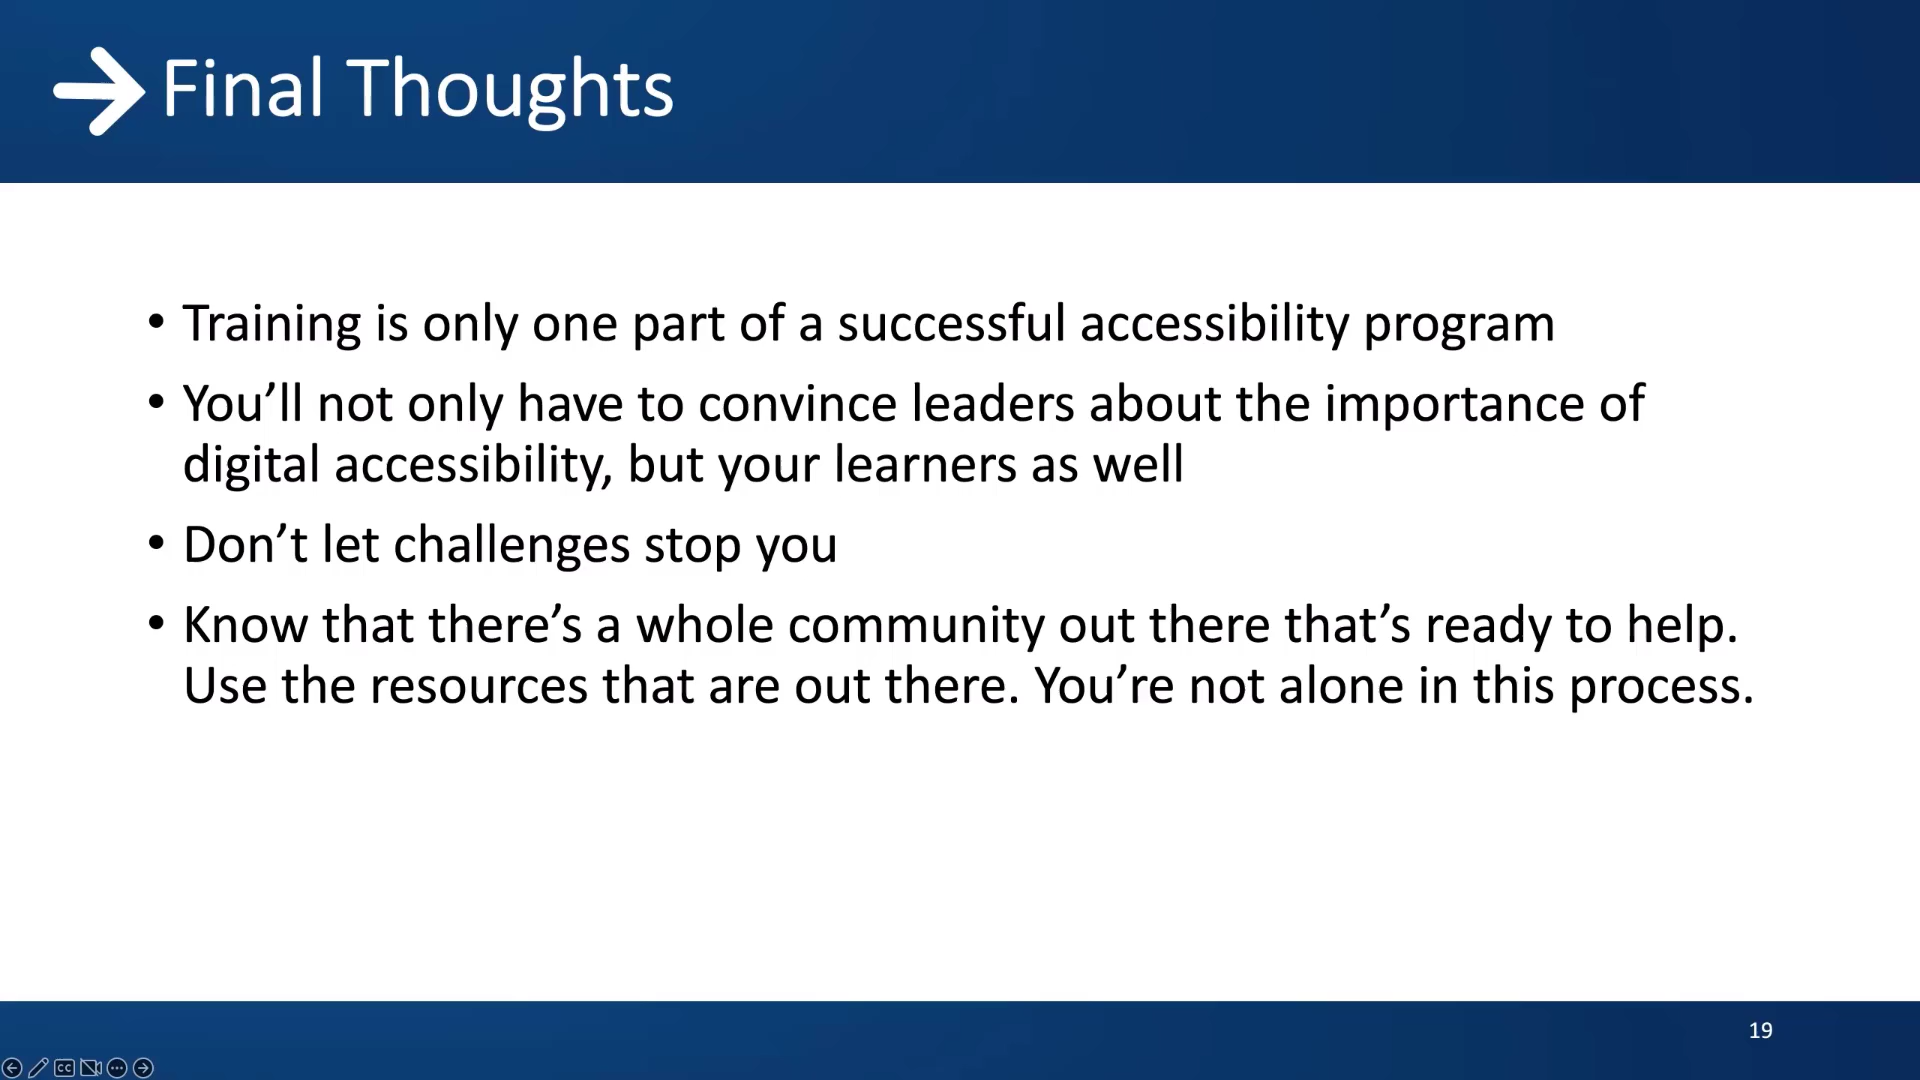 Final Thoughts
• Training is only one part of a successful accessibility program
• You’ll not only have to convince leaders about the importance of
digital accessibility, but your learners as well
• Don’t let challenges stop you
• Know that there’s a whole community out there that’s ready to help.
Use the resources that are out there. You’re not alone in this process.
19
CC